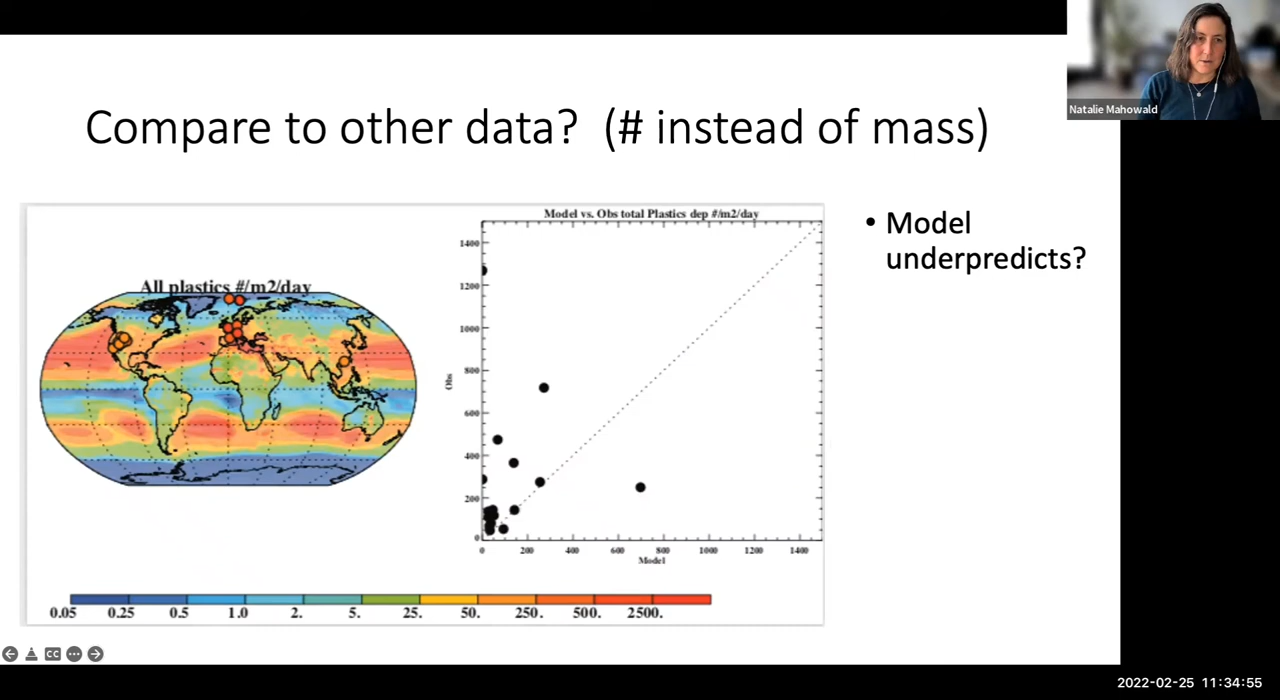 Natalie Mahowald
Compare to other data? (# instead of mass)
All plastics #/m2/day
Model vs. Obs total Plastics dep #/m2/day
1400
1200
1000
800
600
400
200
0
Obs
0 200 400 600 800 1000 1200 1400
Model
0.05 0.25 0.5 1.0 2. 5. 25. 50. 250. 500. 2500.
• Model
underpredicts?
CC
2022-02-25 11:34:55